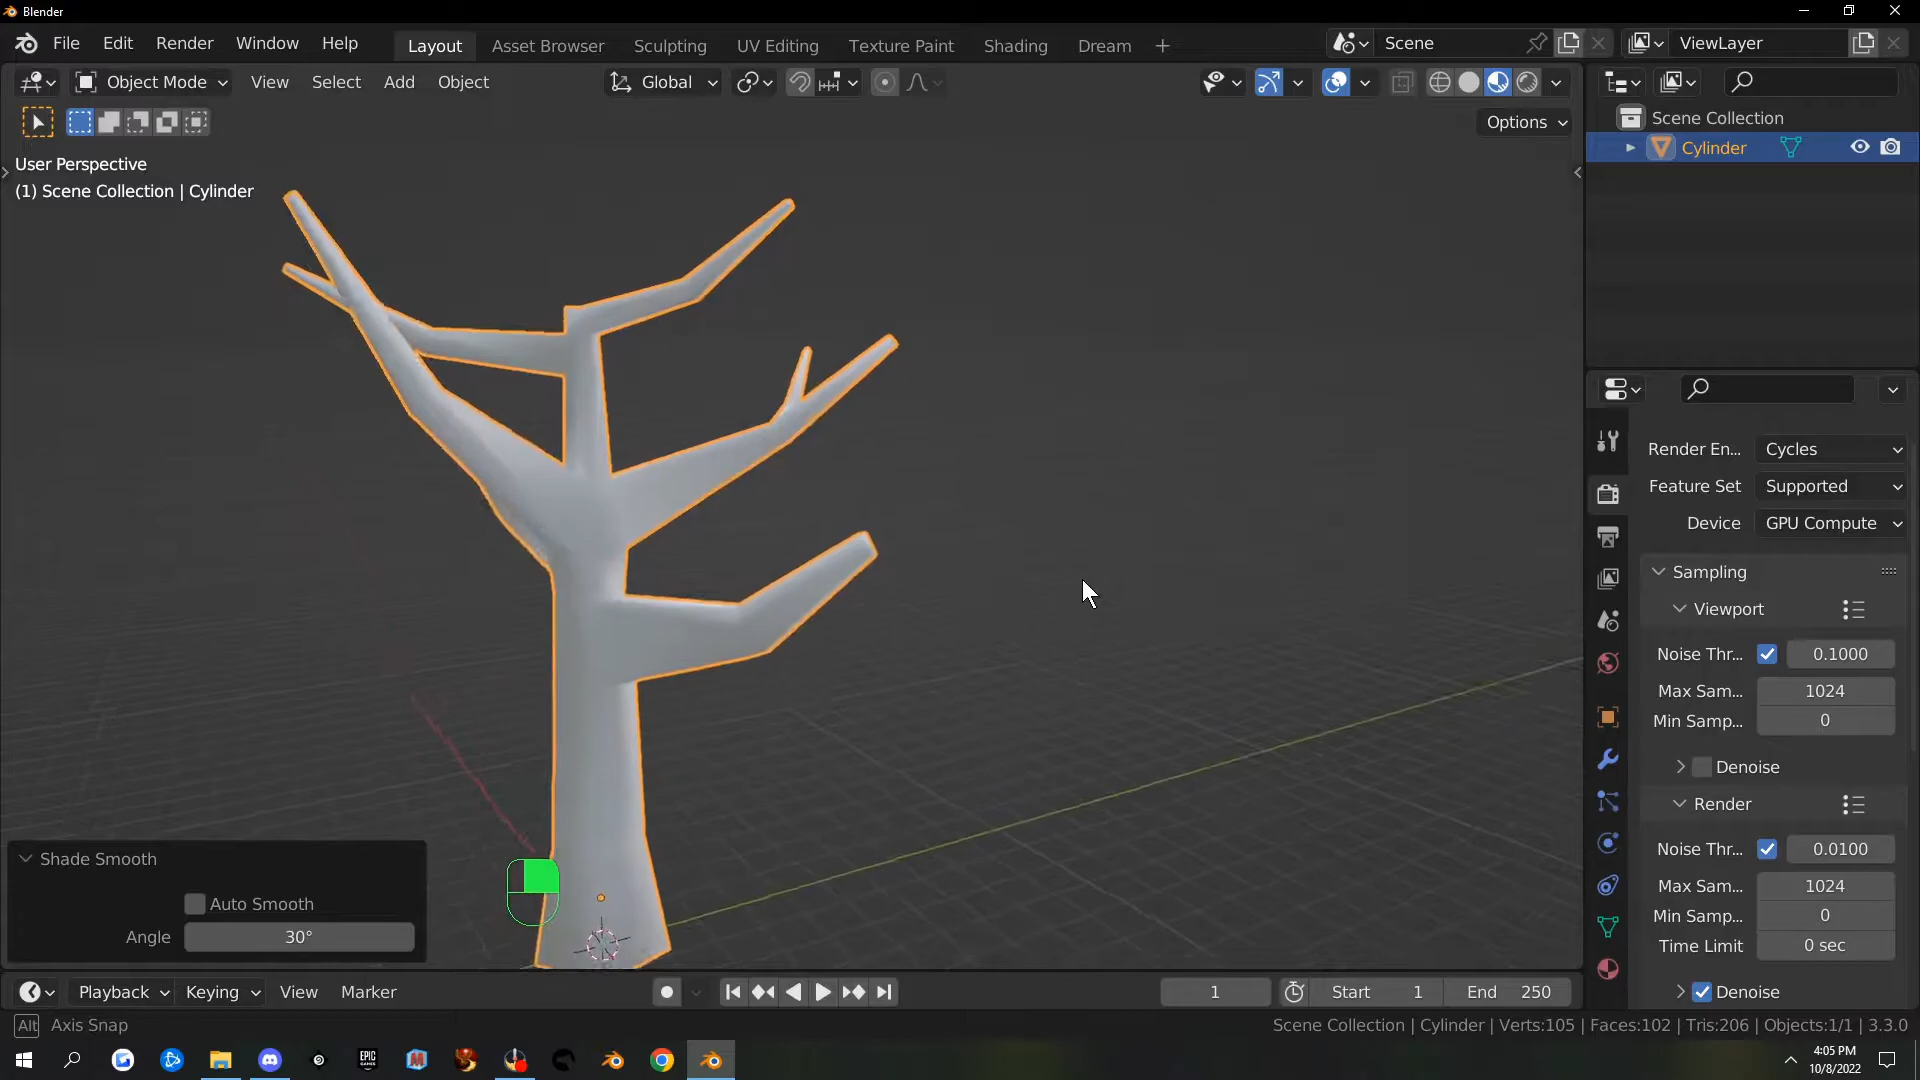 Blender
File Edit Render Window Help Layout Asset Browser Sculpting UV Editing Texture Paint Shading Dream + Scene ViewLayer
Object Mode View Select Add Object Global
Options
User Perspective
(1) Scene Collection | Cylinder
Scene Collection
Cylinder
Render En... Cycles
Feature Set Supported
Device GPU Compute
Sampling
Viewport
Noise Thr... 0.1000
Max Sam... 1024
Min Samp... 0
Denoise
Render
Noise Thr... 0.0100
Max Sam... 1024
Min Samp... 0
Time Limit 0 sec
Denoise
Shade Smooth
Auto Smooth
Angle 30°
Playback Keying View Marker 1 Start 1 End 250
Alt Axis Snap Scene Collection | Cylinder | Verts:105 | Faces:102 | Tris:206 | Objects:1/1 | 3.3.0
EPIC GAMES
4:05 PM
10/8/2022